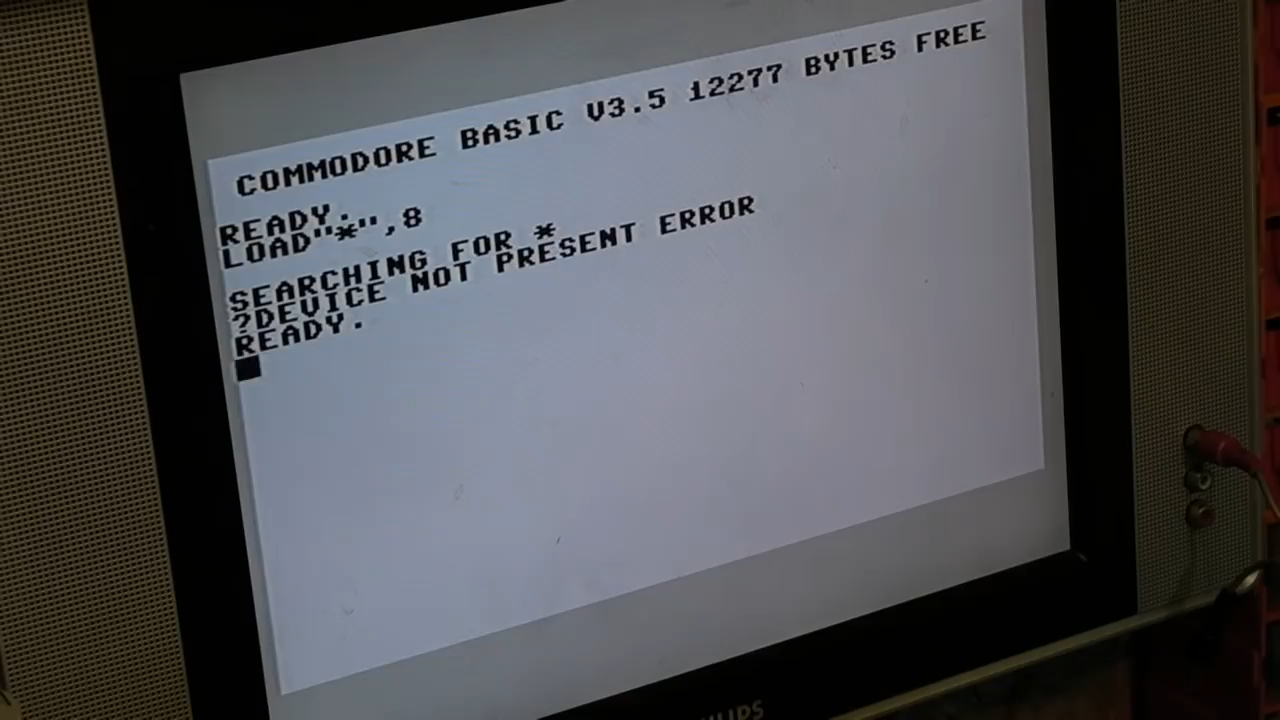 COMMODORE BASIC V3.5 12277 BYTES FREE
READY.
LOAD"*",8
SEARCHING FOR *
?DEVICE NOT PRESENT ERROR
READY.